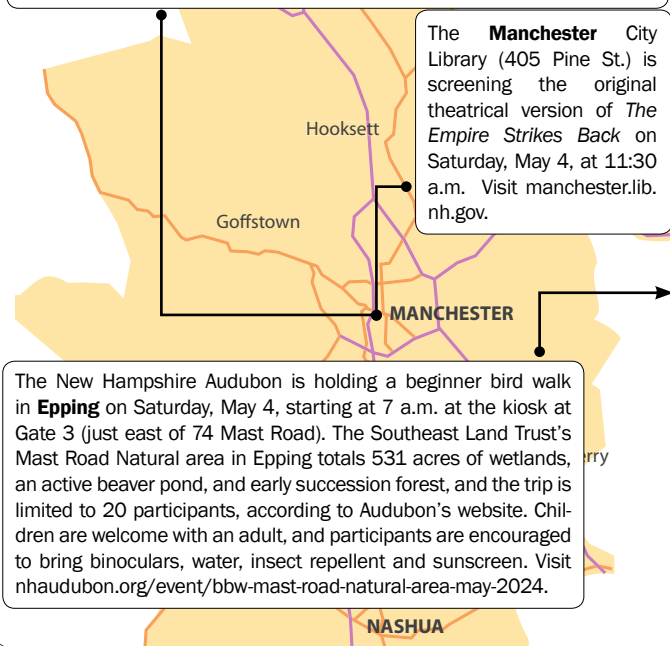 The Manchester City
Library (405 Pine St.) is
screening the original
theatrical version of The
Empire Strikes Back on
Saturday, May 4, at 11:30
a.m. Visit manchester.lib.
nh.gov.
Hooksett
Goffstown
MANCHESTER
The New Hampshire Audubon is holding a beginner bird walk
in Epping on Saturday, May 4, starting at 7 a.m. at the kiosk at
Gate 3 (just east of 74 Mast Road). The Southeast Land Trust’s
Mast Road Natural area in Epping totals 531 acres of wetlands,
an active beaver pond, and early succession forest, and the trip is
limited to 20 participants, according to Audubon’s website. Chil-
dren are welcome with an adult, and participants are encouraged
to bring binoculars, water, insect repellent and sunscreen. Visit
nhaudubon.org/event/bbw-mast-road-natural-area-may-2024.
erry
NASHUA